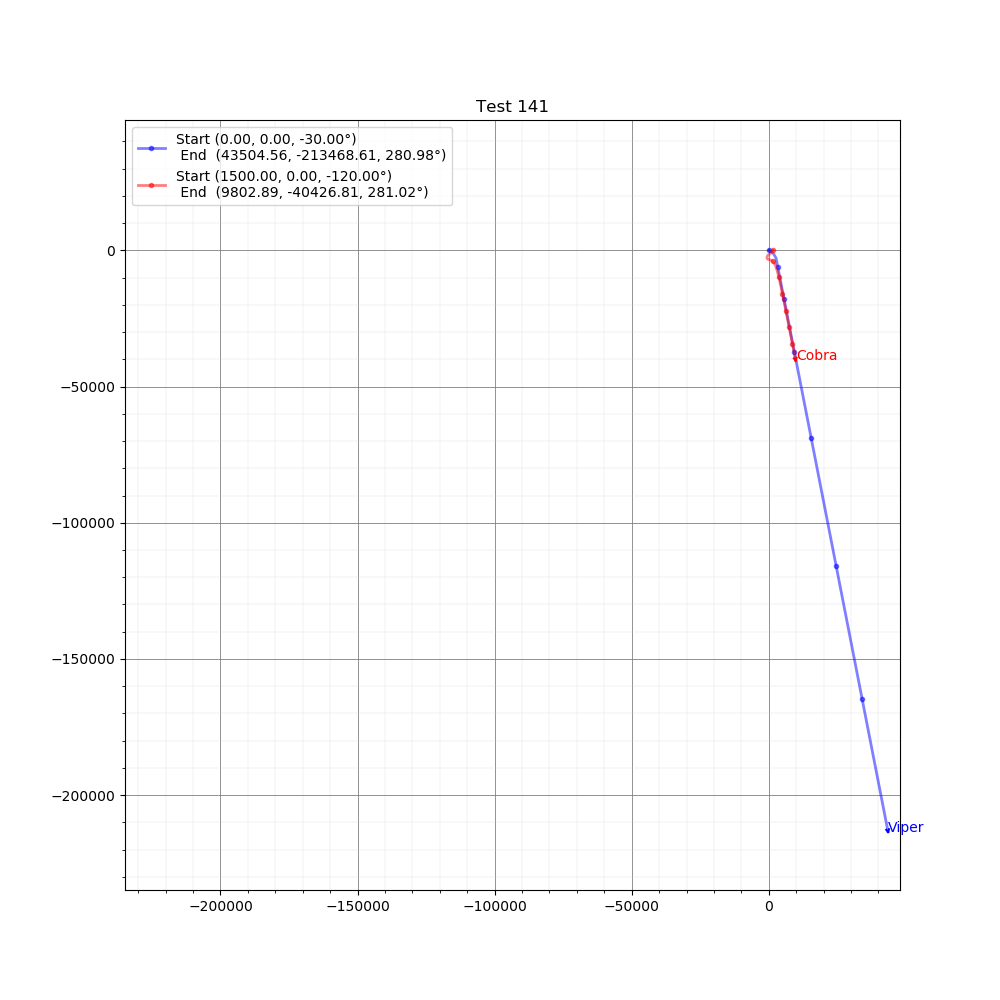 Test 141
Start (0.00, 0.00, -30.00°)
End  (43504.56, -213468.61, 280.98°)
Start (1500.00, 0.00, -120.00°)
End  (9802.89, -40426.81, 281.02°)
0
−50000
−100000
−150000
−200000
Cobra
Viper
−200000
−150000
−100000
−50000
0